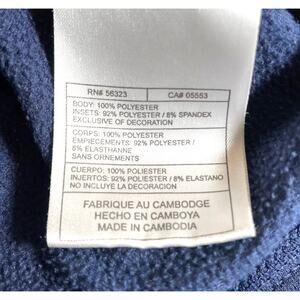 RN# 56323 CA# 05553
BODY: 100% POLYESTER
INSETS: 92% POLYESTER / 8% SPANDEX
EXCLUSIVE OF DECORATION
CORPS: 100% POLYESTER
EMPIECEMENTS: 92% POLYESTER /
8% ELASTHANNE
SANS ORNEMENTS
CUERPO: 100% POLIESTER
INJERTOS: 92% POLIESTER / 8% ELASTANO
NO INCLUYE LA DECORACION
FABRIQUE AU CAMBODGE
HECHO EN CAMBOYA
MADE IN CAMBODIA